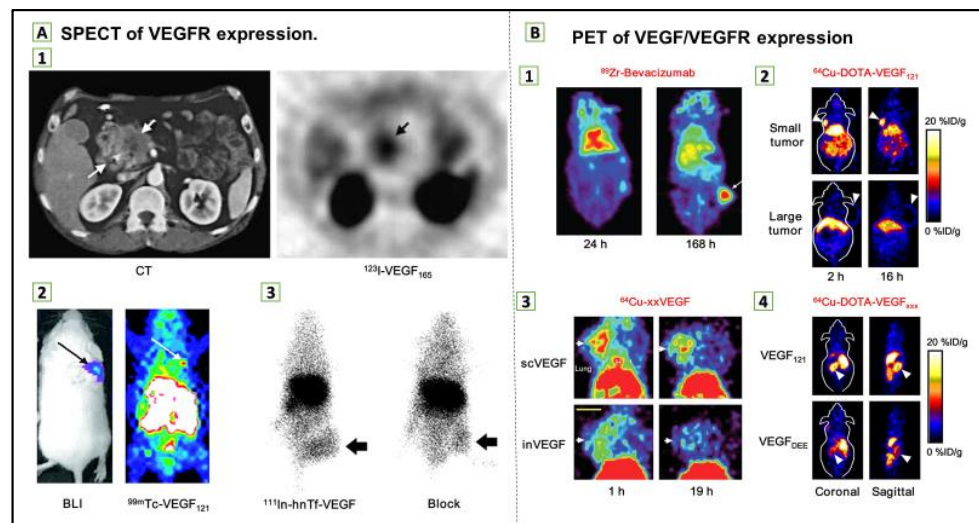 A SPECT of VEGFR expression.
1
CT
¹²³I-VEGF₁₆₅
2
BLI
⁹⁹ᵐTc-VEGF₁₂₁
3
¹¹¹In-hnTf-VEGF
Block
B PET of VEGF/VEGFR expression
1
⁸⁹Zr-Bevacizumab
24 h
168 h
2
⁶⁴Cu-DOTA-VEGF₁₂₁
Small
tumor
Large
tumor
2 h
16 h
20 %ID/g
0 %ID/g
3
⁶⁴Cu-xxVEGF
scVEGF
Lung
inVEGF
1 h
19 h
4
⁶⁴Cu-DOTA-VEGFₓₓₓ
VEGF₁₂₁
VEGF_DEE
Coronal
Sagittal
20 %ID/g
0 %ID/g